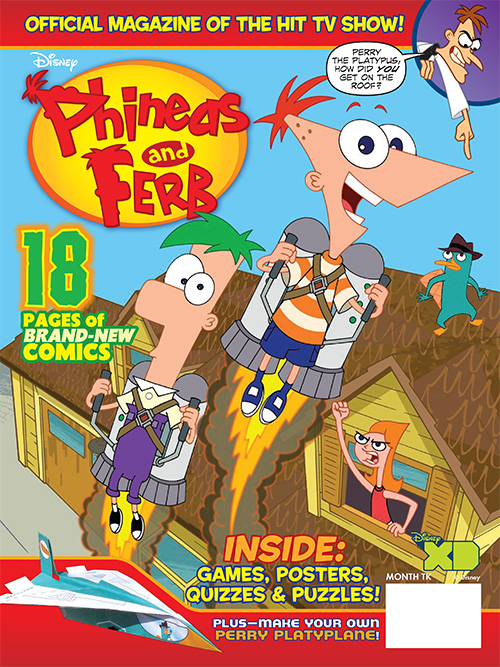 OFFICIAL MAGAZINE OF THE HIT TV SHOW!
Disney
PERRY
THE PLATYPUS,
HOW DID YOU
GET ON THE
ROOF?
Phineas
and
FERB
18
PAGES of
BRAND-NEW
COMICS
INSIDE:
GAMES, POSTERS,
QUIZZES & PUZZLES!
Disney
XD
MONTH TK
© Disney
PLUS—MAKE YOUR OWN
PERRY PLATYPLANE!